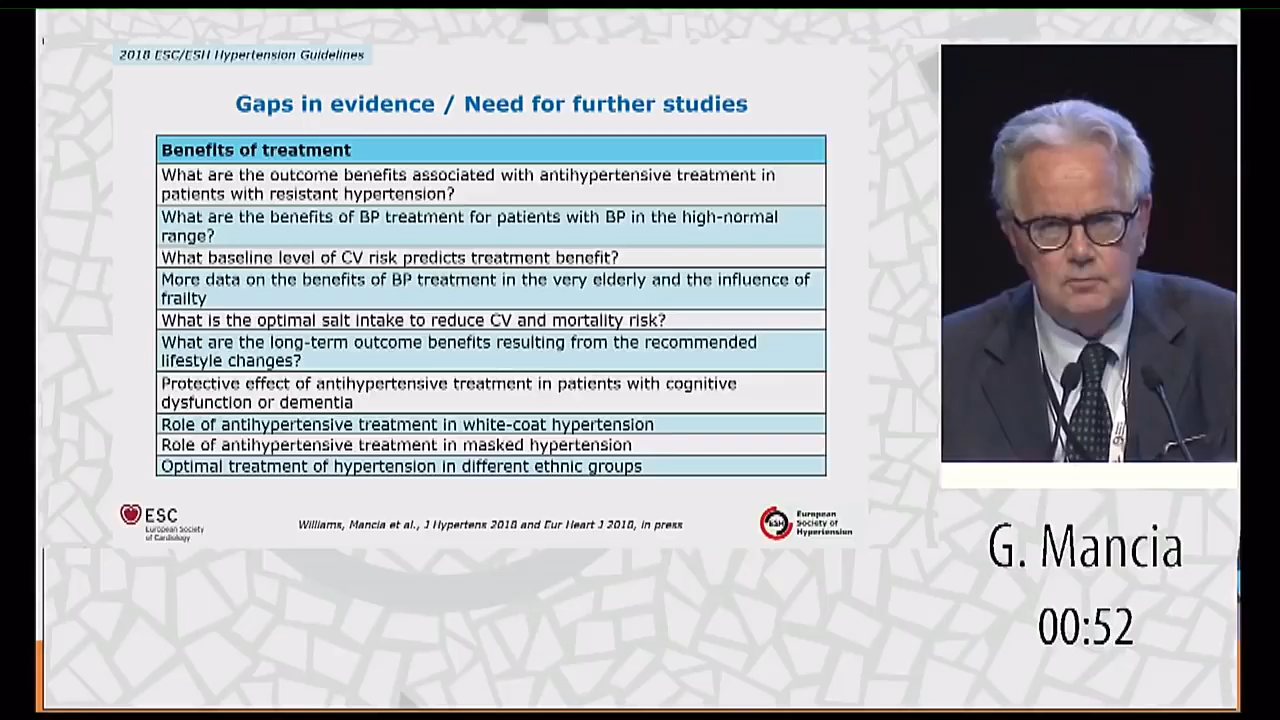 2018 ESC/ESH Hypertension Guidelines
Gaps in evidence / Need for further studies
Benefits of treatment
What are the outcome benefits associated with antihypertensive treatment in
patients with resistant hypertension?
What are the benefits of BP treatment for patients with BP in the high-normal
range?
What baseline level of CV risk predicts treatment benefit?
More data on the benefits of BP treatment in the very elderly and the influence of
frailty
What is the optimal salt intake to reduce CV and mortality risk?
What are the long-term outcome benefits resulting from the recommended
lifestyle changes?
Protective effect of antihypertensive treatment in patients with cognitive
dysfunction or dementia
Role of antihypertensive treatment in white-coat hypertension
Role of antihypertensive treatment in masked hypertension
Optimal treatment of hypertension in different ethnic groups
ESC
European Society
of Cardiology
Williams, Mancia et al., J Hypertens 2018 and Eur Heart J 2018, in press
ESH
European
Society of
Hypertension
G. Mancia
00:52